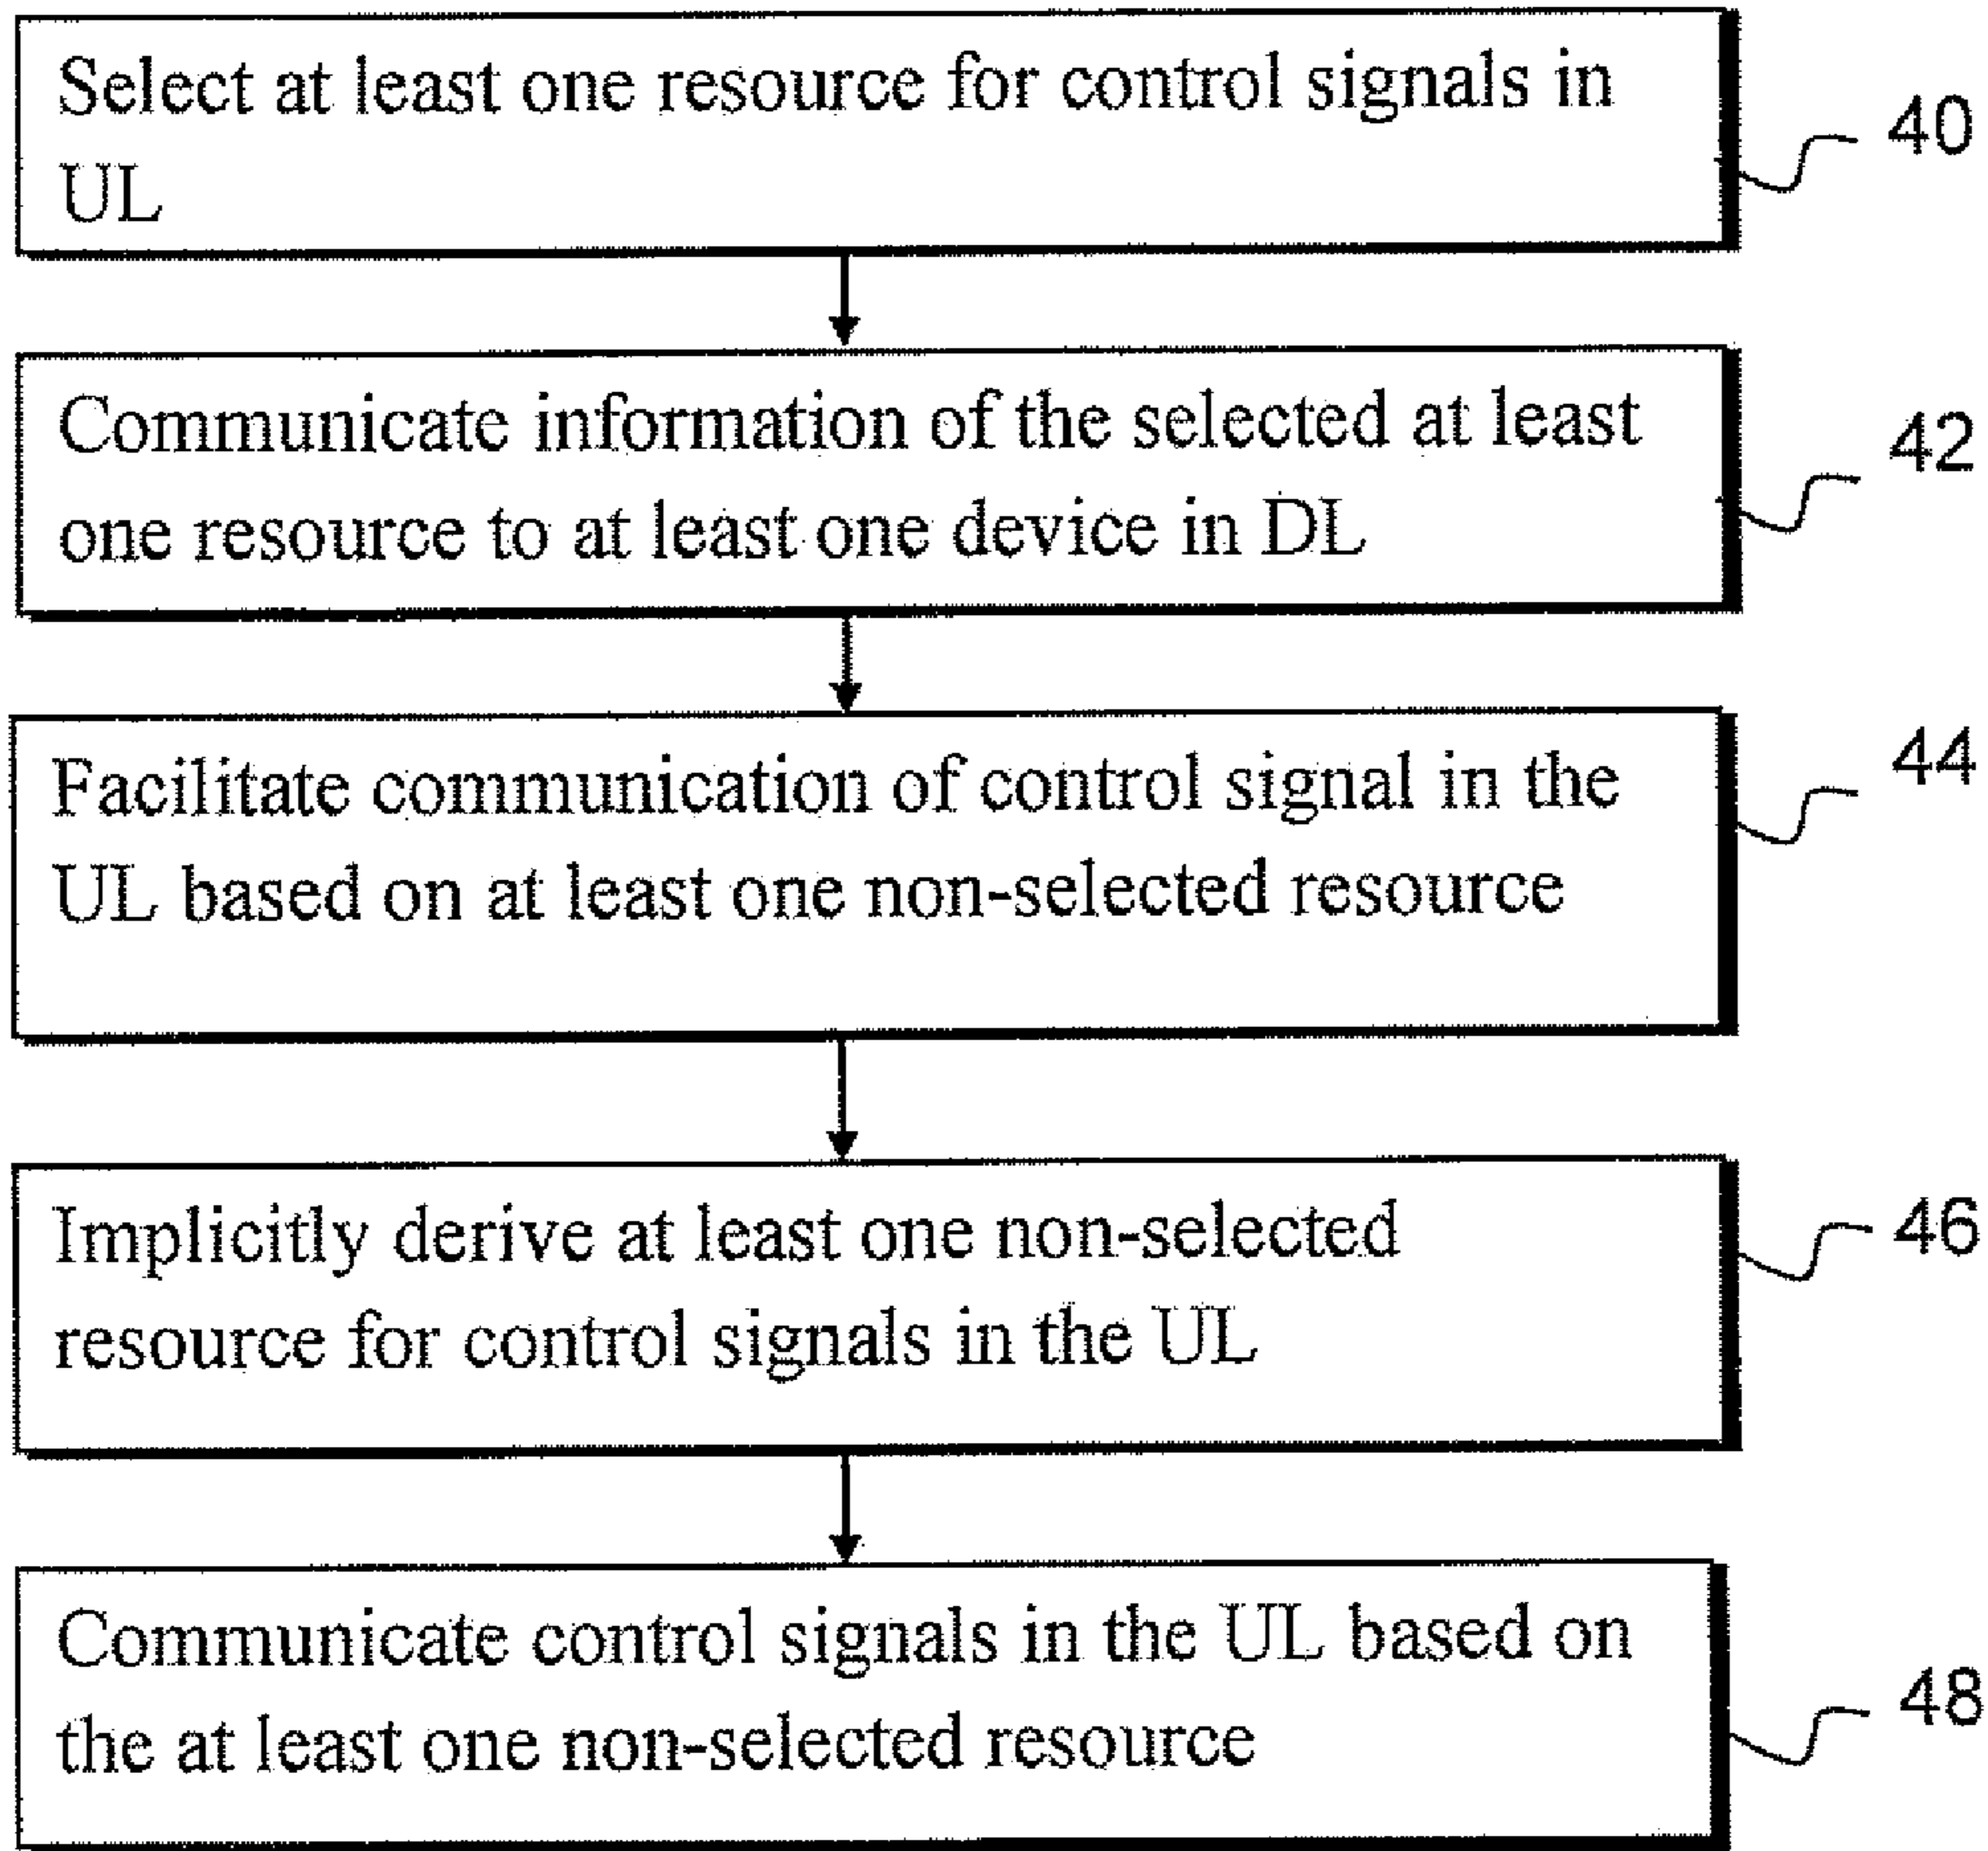 Select at least one resource for control signals in
UL
40
Communicate information of the selected at least
one resource to at least one device in DL
42
Facilitate communication of control signal in the
UL based on at least one non-selected resource
44
Implicitly derive at least one non-selected
resource for control signals in the UL
46
Communicate control signals in the UL based on
the at least one non-selected resource
48